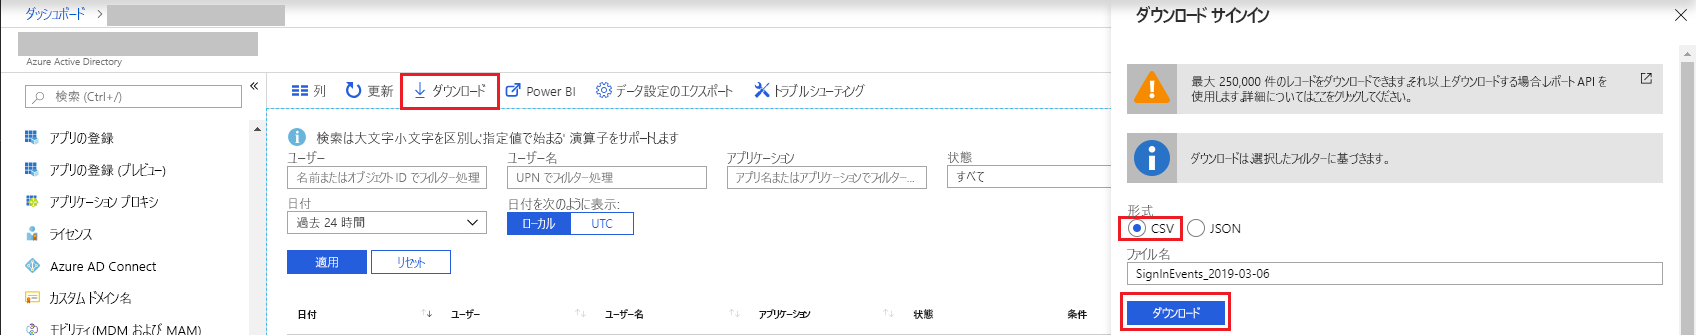 ダッシュボード >
Azure Active Directory
検索 (Ctrl+/)
アプリの登録
アプリの登録 (プレビュー)
アプリケーション プロキシ
ライセンス
Azure AD Connect
カスタム ドメイン名
モビリティ(MDM および MAM)
列 更新 ダウンロード Power BI データ設定のエクスポート トラブルシューティング
検索は大文字小文字を区別し、'指定値で始まる' 演算子をサポートします
ユーザー ユーザー名 アプリケーション 状態
名前またはオブジェクト ID でフィルター処理 UPN でフィルター処理 アプリ名またはアプリケーションでフィルター... すべて
日付 日付を次のように表示:
過去 24 時間 ローカル UTC
適用 リセット
日付 ユーザー ユーザー名 アプリケーション 状態 条件
ダウンロード サインイン
最大 250,000 件のレコードをダウンロードできます。それ以上ダウンロードする場合、レポート API を
使用します。詳細についてはここをクリックしてください。
ダウンロードは、選択したフィルターに基づきます。
形式
CSV JSON
ファイル名
SignInEvents_2019-03-06
ダウンロード